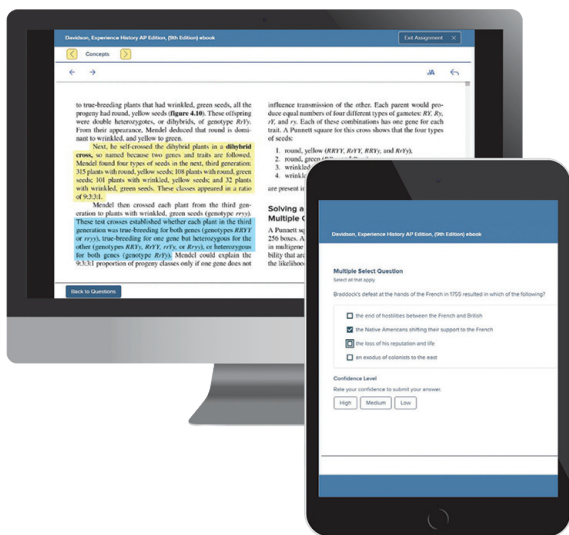 Davidson, Experience History AP Edition, (9th Edition) ebook
Exit Assignment X
Concepts
A
to true-breeding plants that had wrinkled, green seeds, all the
progeny had round, yellow seeds (figure 4.10). These offspring
were double heterozygotes, or dihybrids, of genotype RrYy.
From their appearance, Mendel deduced that round is domi-
nant to wrinkled, and yellow to green.
Next, he self-crossed the dihybrid plants in a dihybrid
cross, so named because two genes and traits are followed.
Mendel found four types of seeds in the next, third generation:
315 plants with round, yellow seeds; 108 plants with round, green
seeds; 101 plants with wrinkled, yellow seeds; and 32 plants
with wrinkled, green seeds. These classes appeared in a ratio
of 9:3:3:1.
Mendel then crossed each plant from the third gen-
eration to plants with wrinkled, green seeds (genotype rryy).
These test crosses established whether each plant in the third
generation was true-breeding for both genes (genotypes RRYY
or rryy), true-breeding for one gene but heterozygous for the
other (genotypes RRYy, RrYY, rrYy, or Rryy), or heterozygous
for both genes (genotype RrYy). Mendel could explain the
9:3:3:1 proportion of progeny classes only if one gene does not
influence transmission of the other. Each parent would pro-
duce equal numbers of four different types of gametes: RY, Ry,
rY, and ry. Each of these combinations has one gene for each
trait. A Punnett square for this cross shows that the four types
of seeds:
1. round, yellow (RRYY, RrYY, RRYy, and RrYy),
2. round, green
3. wrinkled
4. wrinkle
are present i
Solving a
Multiple
A Punnett sq
256 boxes. A
in multigene
bility that are
the likelihood
Back to Questions
Davidson, Experience History AP Edition, (9th Edition) ebook
Multiple Select Question
Select all that apply
Braddock's defeat at the hands of the French in 1755 resulted in which of the following?
the end of hostilities between the French and British
the Native Americans shifting their support to the French
the loss of his reputation and life
an exodus of colonists to the east
Confidence Level
Rate your confidence to submit your answer.
High Medium Low